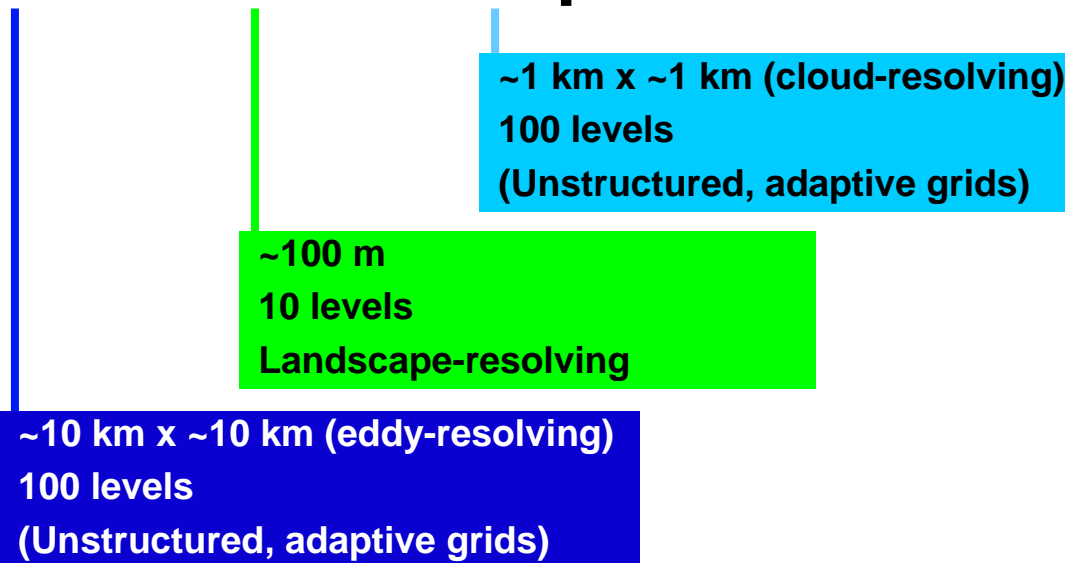 ~1 km x ~1 km (cloud-resolving)
100 levels
(Unstructured, adaptive grids)
~100 m
10 levels
Landscape-resolving
~10 km x ~10 km (eddy-resolving)
100 levels
(Unstructured, adaptive grids)